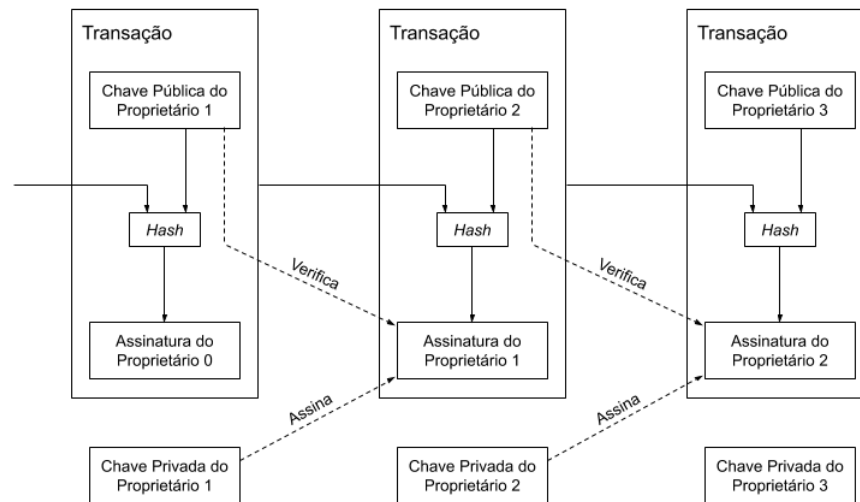 Transação
Transação
Transação
Chave Pública do
Proprietário 1
Chave Pública do
Proprietário 2
Chave Pública do
Proprietário 3
Hash
Hash
Hash
Verifica
Verifica
Assinatura do
Proprietário 0
Assinatura do
Proprietário 1
Assinatura do
Proprietário 2
Assina
Assina
Chave Privada do
Proprietário 1
Chave Privada do
Proprietário 2
Chave Privada do
Proprietário 3